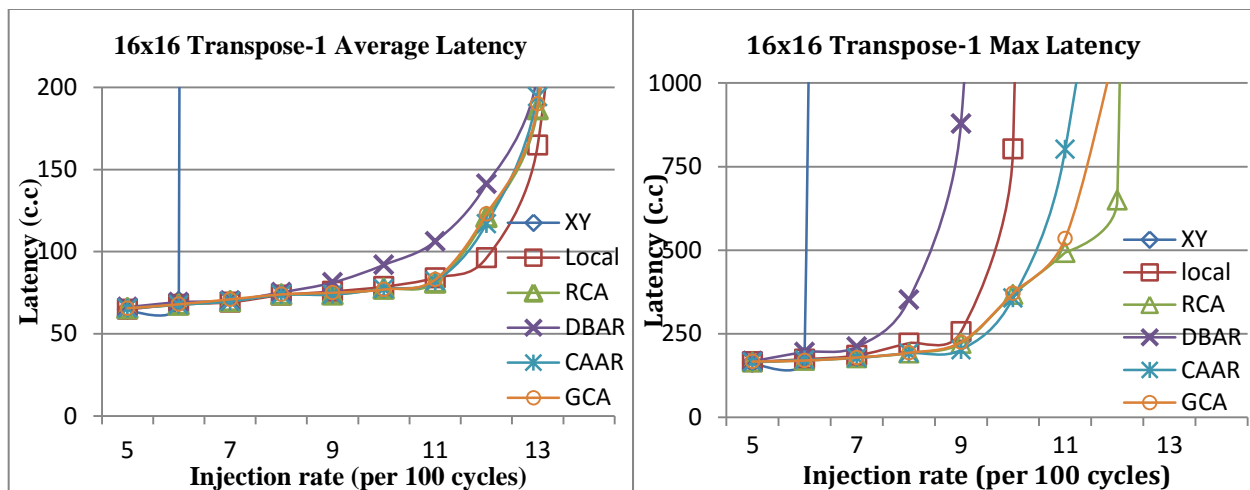 16x16 Transpose-1 Average Latency
Latency (c.c)
200
150
100
50
0
5 7 9 11 13
Injection rate (per 100 cycles)
XY
Local
RCA
DBAR
CAAR
GCA
16x16 Transpose-1 Max Latency
Latency (c.c)
1000
750
500
250
0
5 7 9 11 13
Injection rate (per 100 cycles)
XY
local
RCA
DBAR
CAAR
GCA